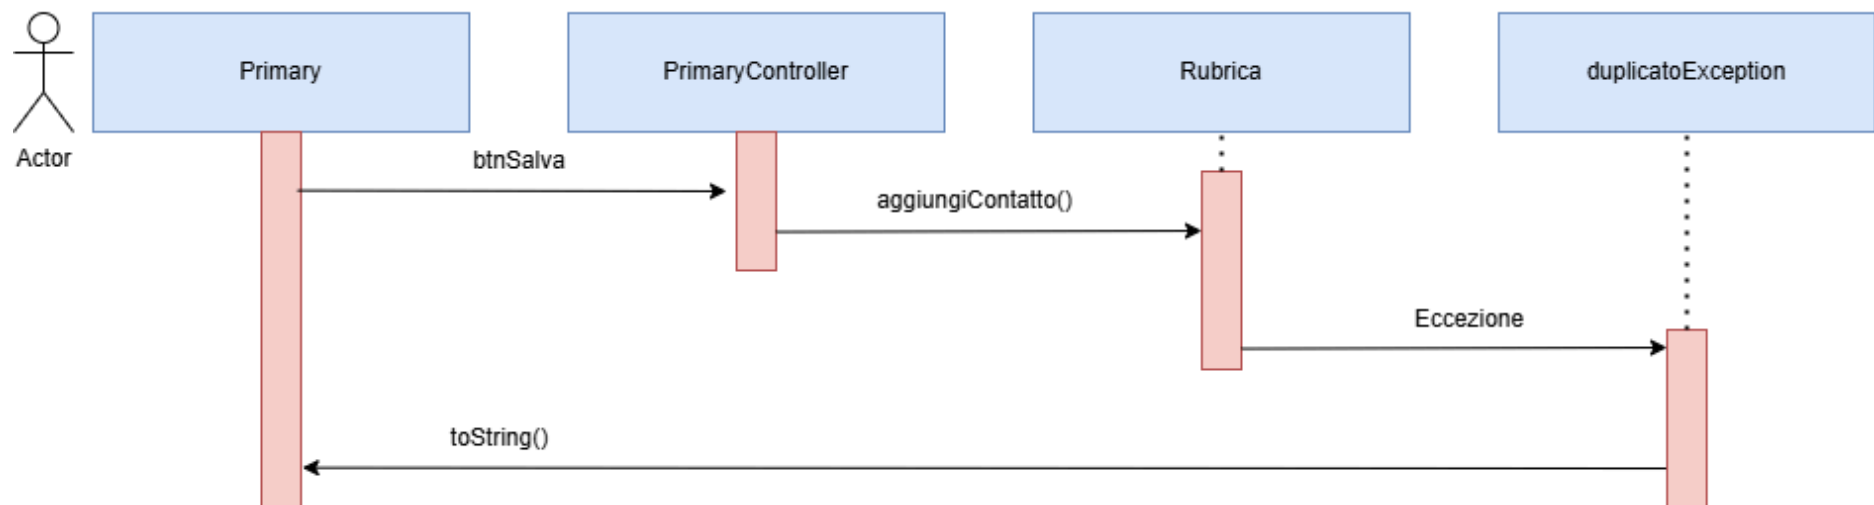 Primary
PrimaryController
Rubrica
duplicatoException
Actor
btnSalva
aggiungiContatto()
Eccezione
toString()